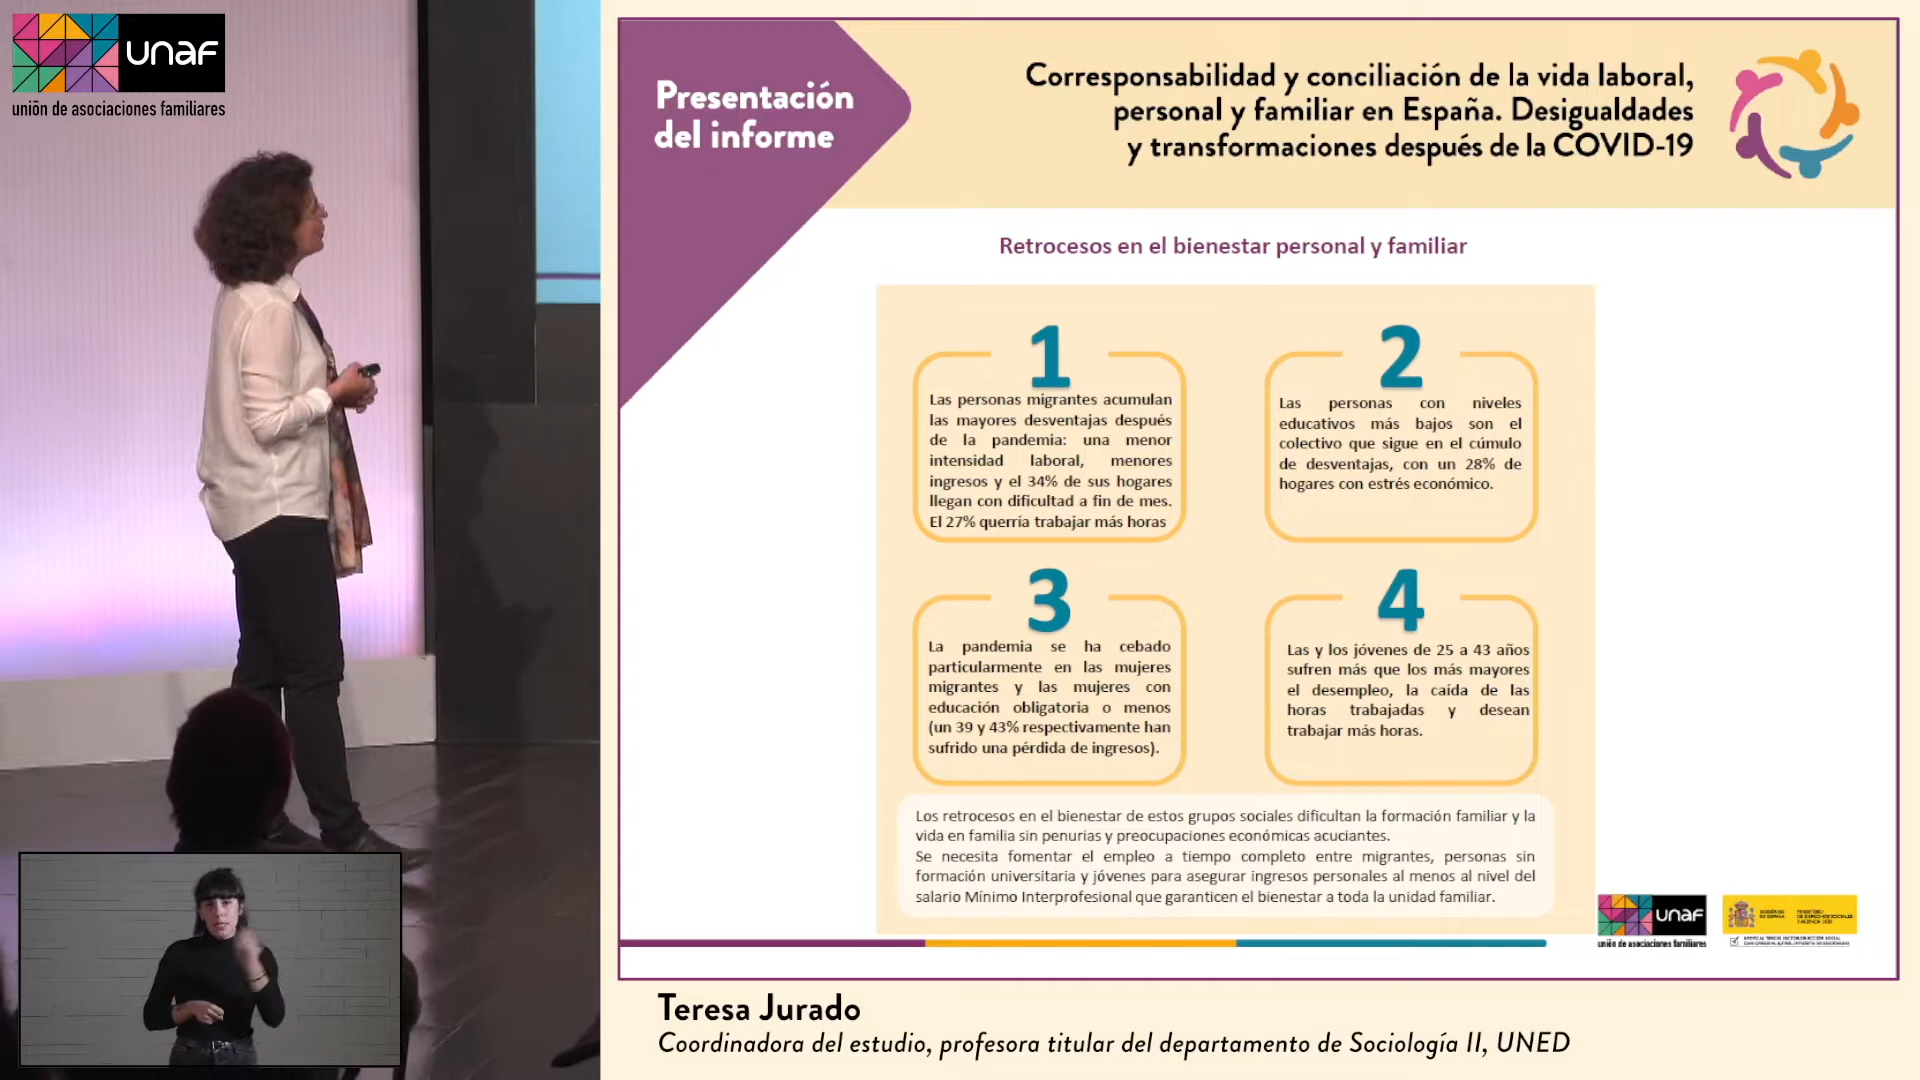 unaf
unión de asociaciones familiares
Presentación
del informe
Corresponsabilidad y conciliación de la vida laboral,
personal y familiar en España. Desigualdades
y transformaciones después de la COVID-19
Retrocesos en el bienestar personal y familiar
1
Las personas migrantes acumulan
las mayores desventajas después
de la pandemia: una menor
intensidad laboral, menores
ingresos y el 34% de sus hogares
llegan con dificultad a fin de mes.
El 27% querría trabajar más horas
2
Las personas con niveles
educativos más bajos son el
colectivo que sigue en el cúmulo
de desventajas, con un 28% de
hogares con estrés económico.
3
La pandemia se ha cebado
particularmente en las mujeres
migrantes y las mujeres con
educación obligatoria o menos
(un 39 y 43% respectivamente han
sufrido una pérdida de ingresos).
4
Las y los jóvenes de 25 a 43 años
sufren más que los más mayores
el desempleo, la caída de las
horas trabajadas y desean
trabajar más horas.
Los retrocesos en el bienestar de estos grupos sociales dificultan la formación familiar y la
vida en familia sin penurias y preocupaciones económicas acuciantes.
Se necesita fomentar el empleo a tiempo completo entre migrantes, personas sin
formación universitaria y jóvenes para asegurar ingresos personales al menos al nivel del
salario Mínimo Interprofesional que garanticen el bienestar a toda la unidad familiar.
unaf
unión de asociaciones familiares
Teresa Jurado
Coordinadora del estudio, profesora titular del departamento de Sociología II, UNED